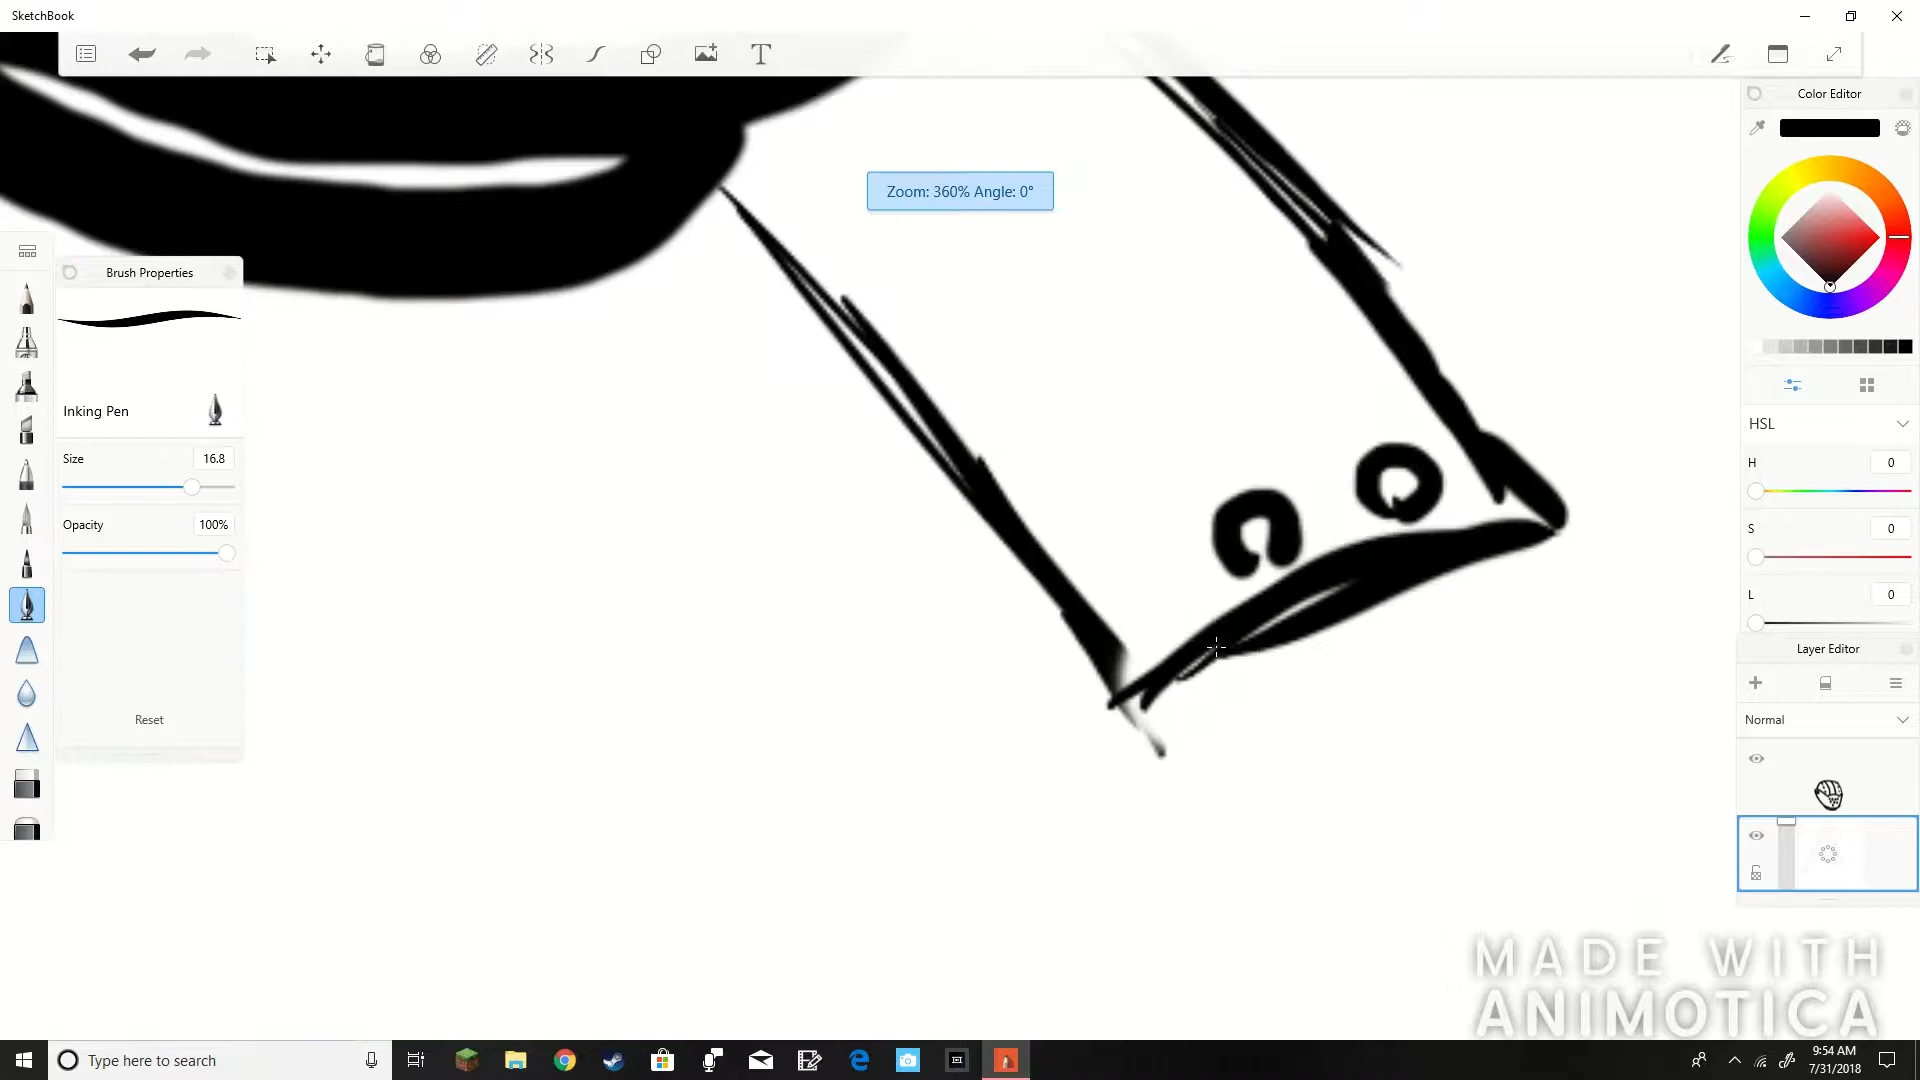 SketchBook
T
Color Editor
Zoom: 360% Angle: 0°
Brush Properties
Inking Pen
Size 16.8
Opacity 100%
Reset
HSL
H 0
S 0
L 0
Layer Editor
Normal
MADE WITH
ANIMOTICA
Type here to search
9:54 AM
7/31/2018